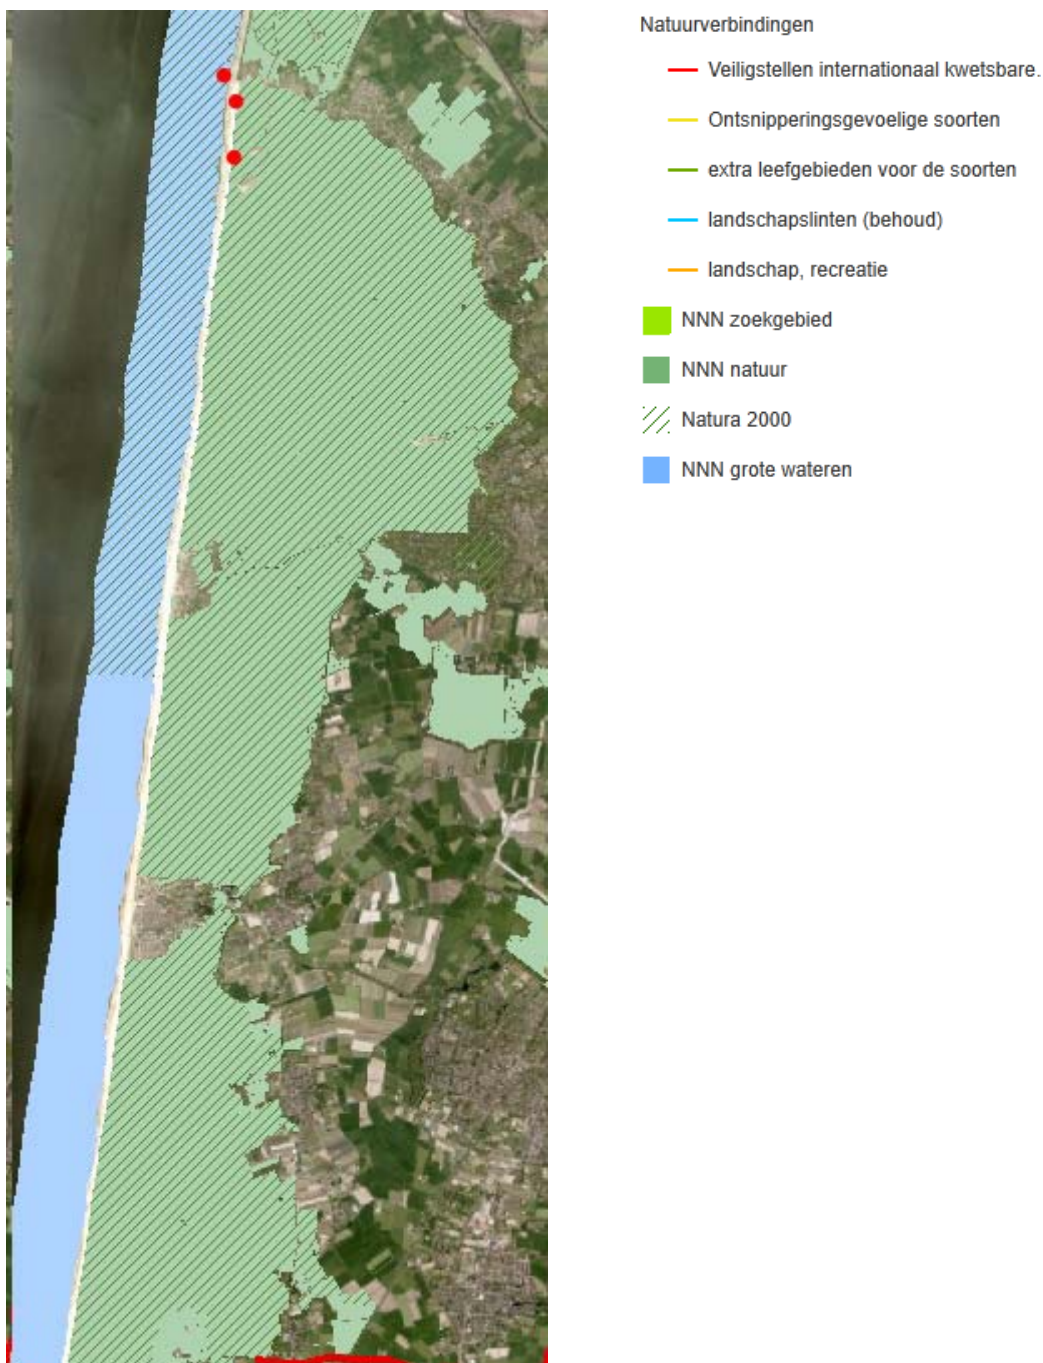 Natuurverbindingen
Veiligstellen internationaal kwetsbare.
Ontsnipperingsgevoelige soorten
extra leefgebieden voor de soorten
landschapslinten (behoud)
landschap, recreatie
NNN zoekgebied
NNN natuur
Natura 2000
NNN grote wateren